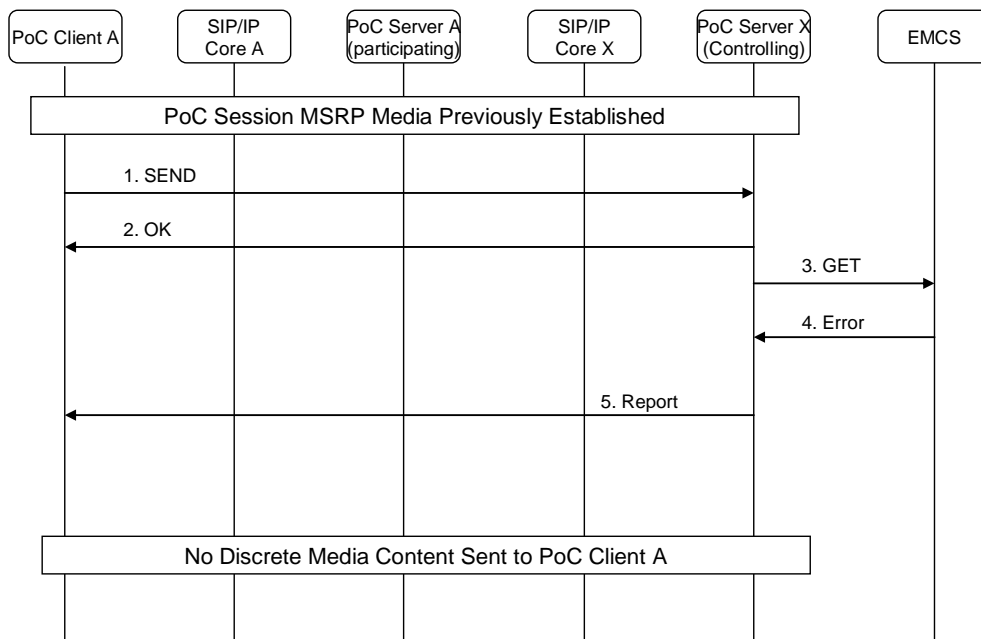 PoC Client A
SIP/IP
Core A
PoC Server A
(participating)
SIP/IP
Core X
PoC Server X
(Controlling)
EMCS
PoC Session MSRP Media Previously Established
1. SEND
2. OK
3. GET
4. Error
5. Report
No Discrete Media Content Sent to PoC Client A